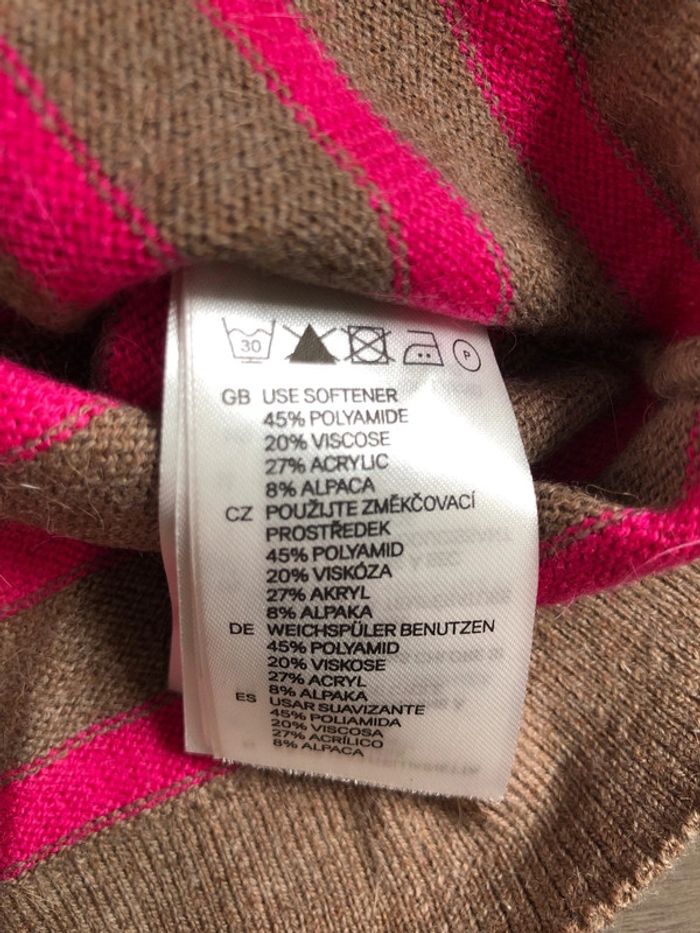 30 P
GB USE SOFTENER
45% POLYAMIDE
20% VISCOSE
27% ACRYLIC
8% ALPACA
CZ POUŽIJTE ZMĚKČOVACÍ
PROSTŘEDEK
45% POLYAMID
20% VISKÓZA
27% AKRYL
8% ALPAKA
DE WEICHSPÜLER BENUTZEN
45% POLYAMID
20% VISKOSE
27% ACRYL
8% ALPAKA
ES USAR SUAVIZANTE
45% POLIAMIDA
20% VISCOSA
27% ACRÍLICO
8% ALPACA